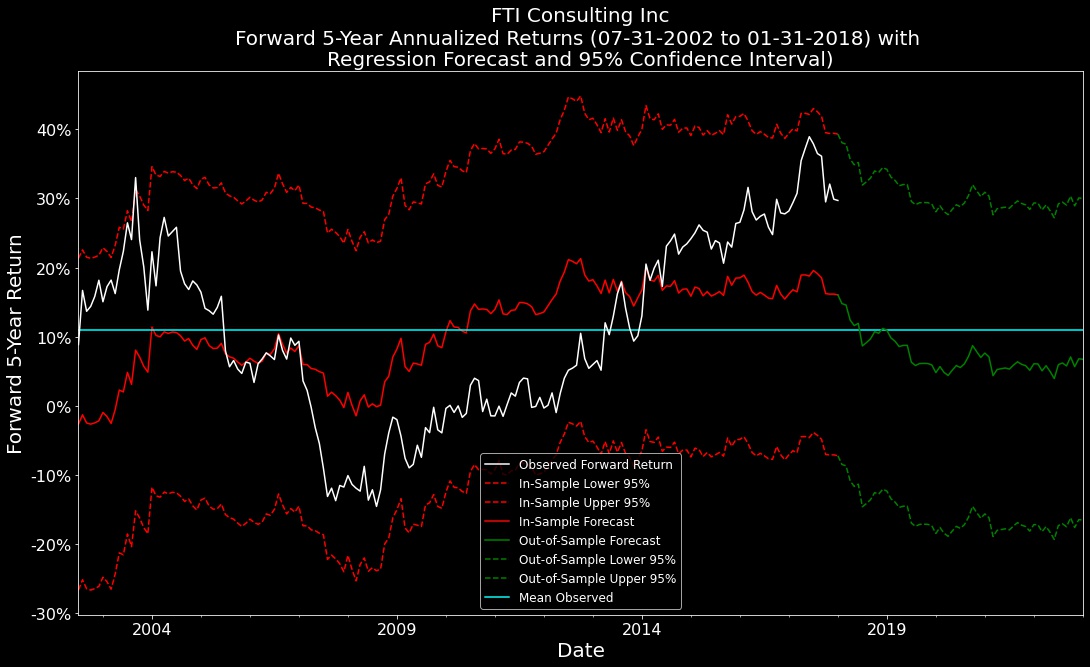 FTI Consulting Inc
Forward 5-Year Annualized Returns (07-31-2002 to 01-31-2018) with
Regression Forecast and 95% Confidence Interval)
Forward 5-Year Return
40%
30%
20%
10%
0%
-10%
-20%
-30%
Observed Forward Return
In-Sample Lower 95%
In-Sample Upper 95%
In-Sample Forecast
Out-of-Sample Forecast
Out-of-Sample Lower 95%
Out-of-Sample Upper 95%
Mean Observed
2004 2009 2014 2019
Date